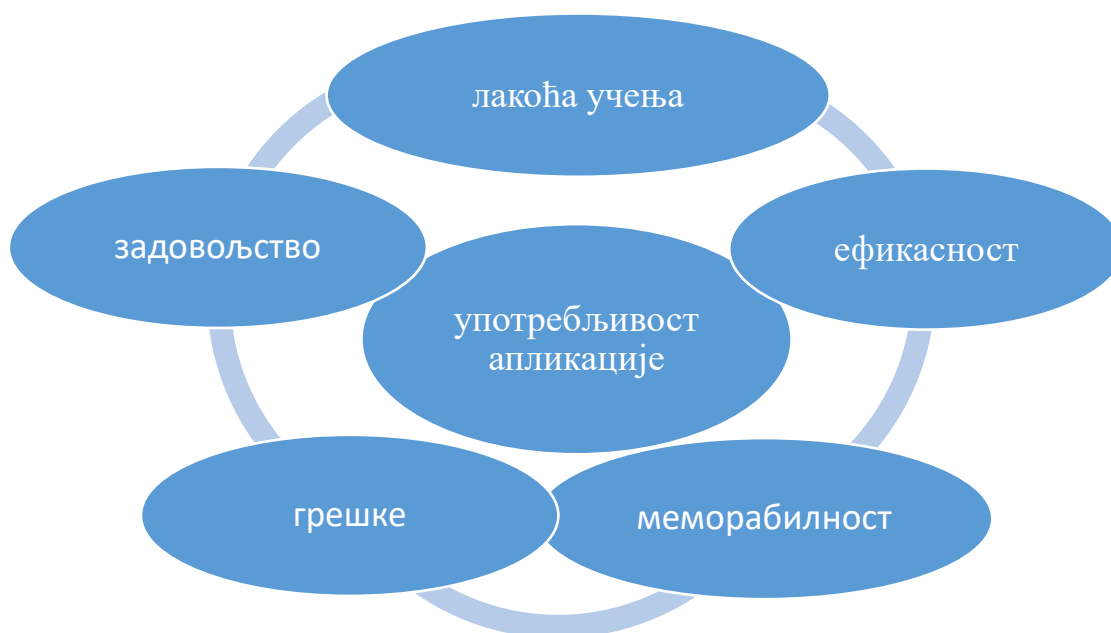 лакоћа учења
задовољство
ефикасност
употребљивост
апликације
грешке
меморабилност